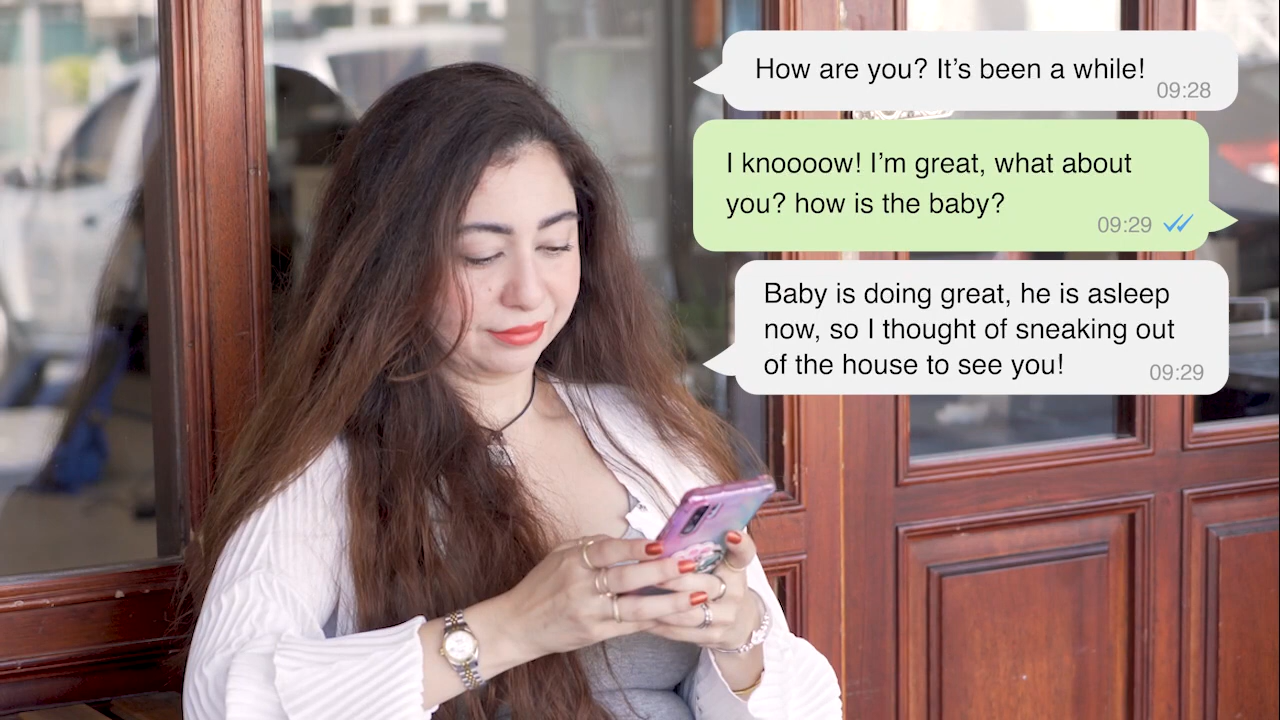 How are you? It’s been a while!
09:28
I knoooow! I’m great, what about
you? how is the baby?
09:29
Baby is doing great, he is asleep
now, so I thought of sneaking out
of the house to see you!
09:29